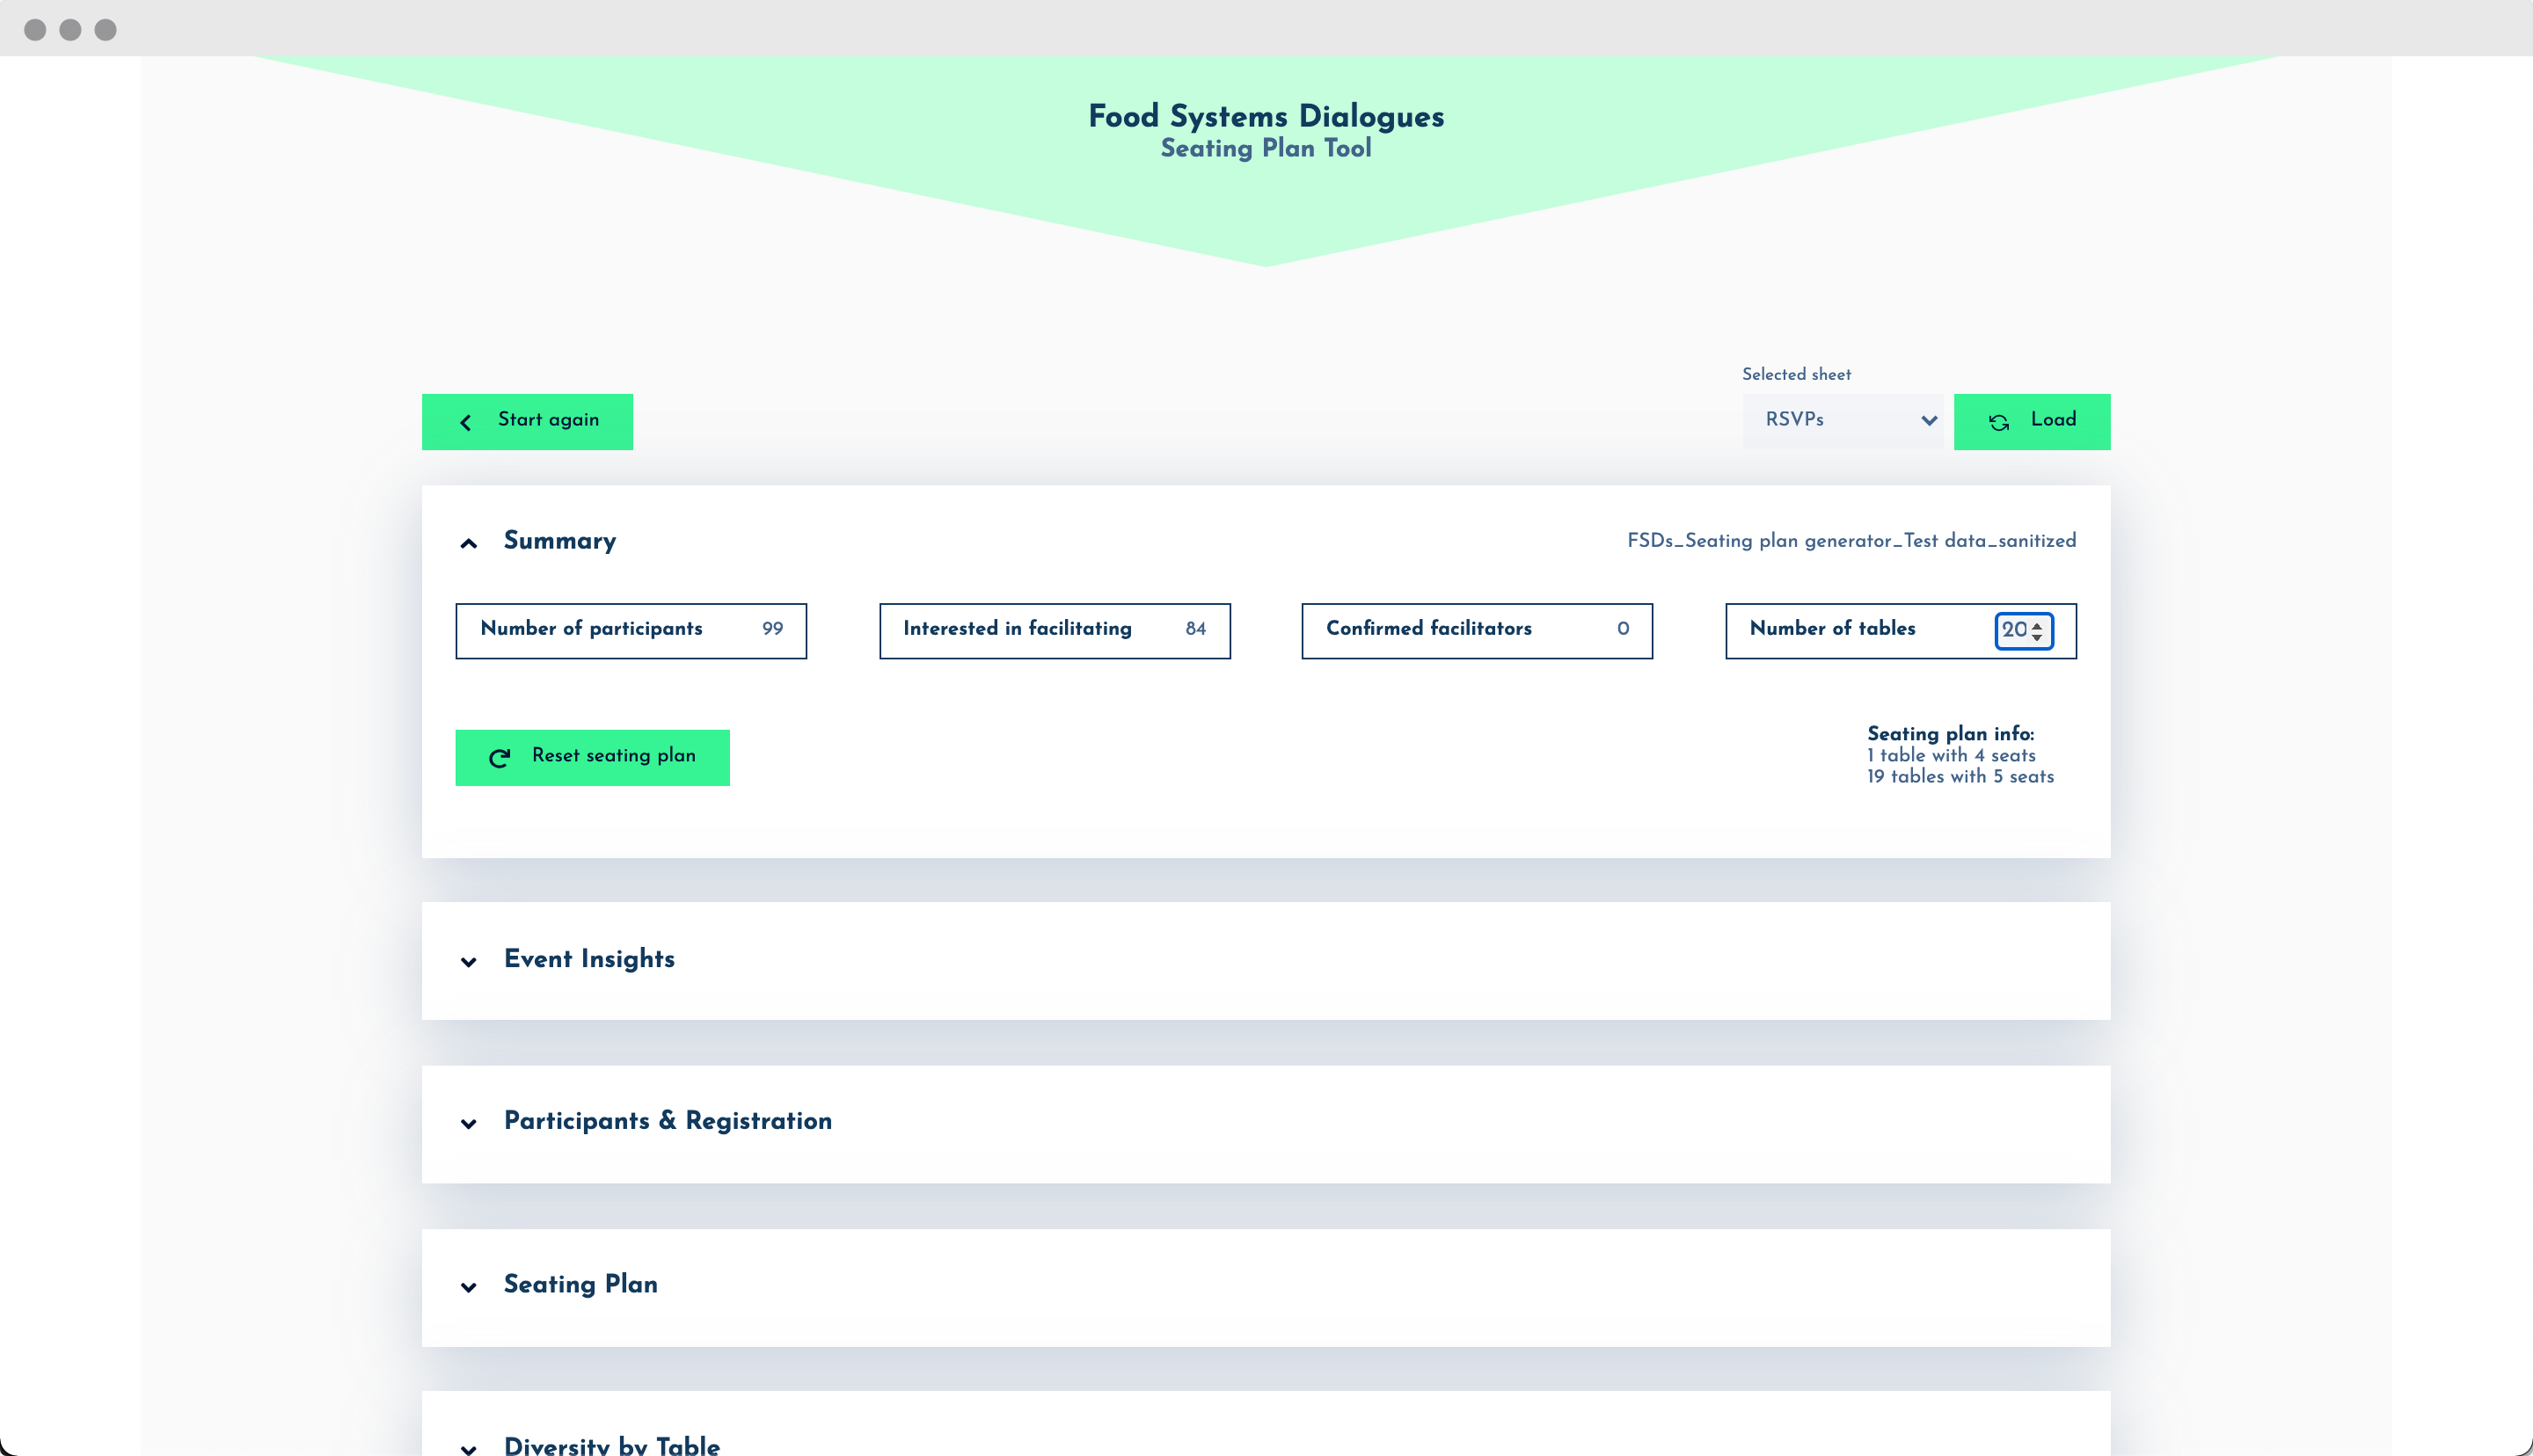 Food Systems Dialogues
Seating Plan Tool
Selected sheet
Start again
RSVPs
Load
Summary
FSDs_Seating plan generator_Test data_sanitized
Number of participants 99
Interested in facilitating 84
Confirmed facilitators 0
Number of tables 20
Reset seating plan
Seating plan info:
1 table with 4 seats
19 tables with 5 seats
Event Insights
Participants & Registration
Seating Plan
Diversity by Table